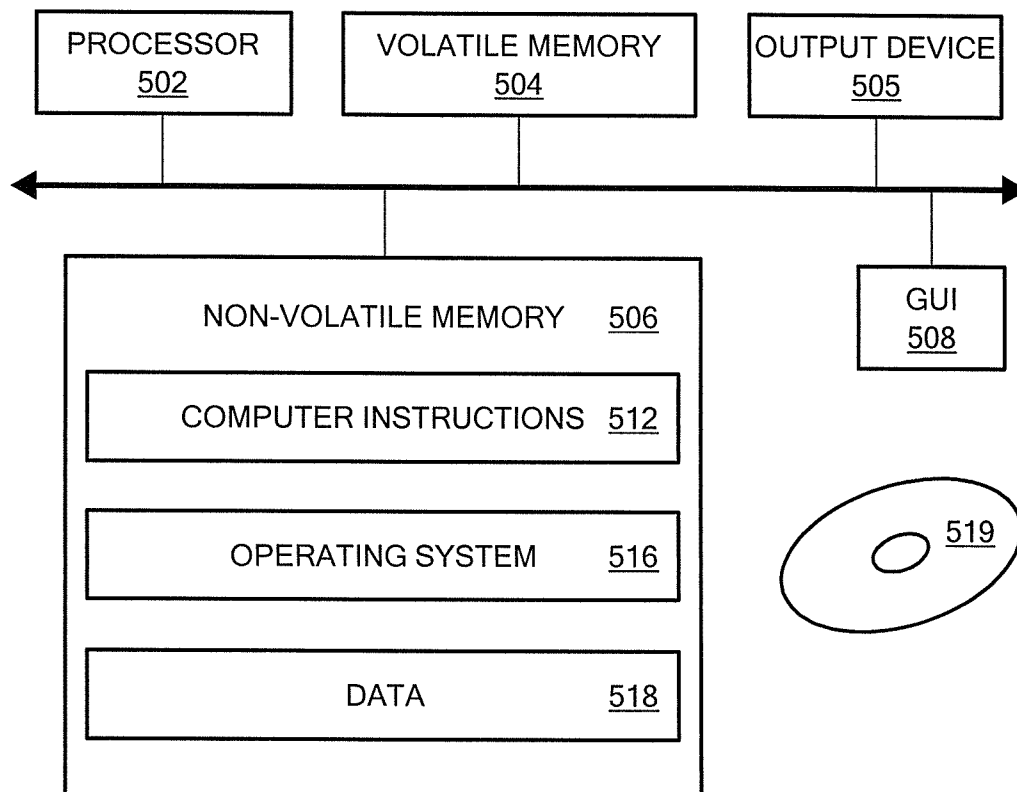 PROCESSOR
502
VOLATILE MEMORY
504
OUTPUT DEVICE
505
NON-VOLATILE MEMORY 506
GUI
508
COMPUTER INSTRUCTIONS 512
OPERATING SYSTEM 516
519
DATA 518